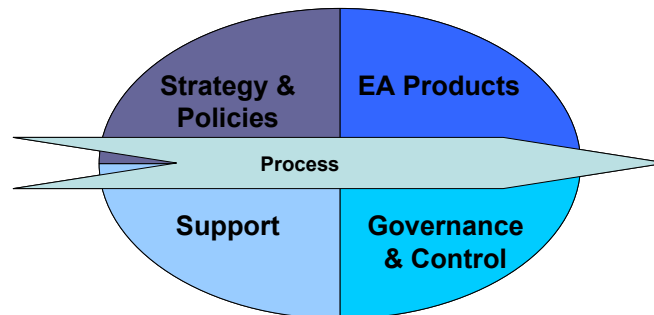 Strategy &
Policies
EA Products
Process
Support
Governance
& Control